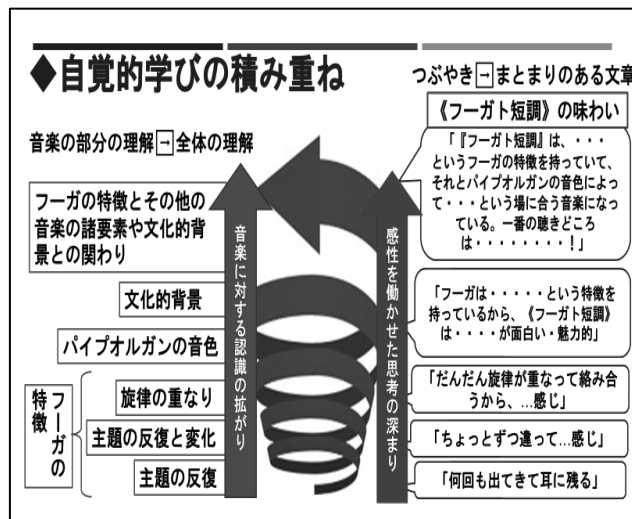 ◆自覚的学びの積み重ね
つぶやき→まとまりのある文章
《フーガト短調》の味わい
音楽の部分の理解→全体の理解
「『フーガト短調』は、・・・
というフーガの特徴を持っていて、
それとパイプオルガンの音色によっ
て・・・という場に合う音楽になっ
ている。一番の聴きどころ
は・・・・・・・・！」
フーガの特徴とその他の
音楽の諸要素や文化的背
景との関わり
文化的背景
パイプオルガンの音色
フーガの
特徴
旋律の重なり
主題の反復と変化
主題の反復
音楽に対する認識の拡がり
感性を働かせた思考の深まり
「フーガは・・・・・という特徴を
持っているから、《フーガト短調》
は・・・・が面白い・魅力的」
「だんだん旋律が重なって絡み合
うから、…感じ」
「ちょっとずつ違って…感じ」
「何回も出てきて耳に残る」